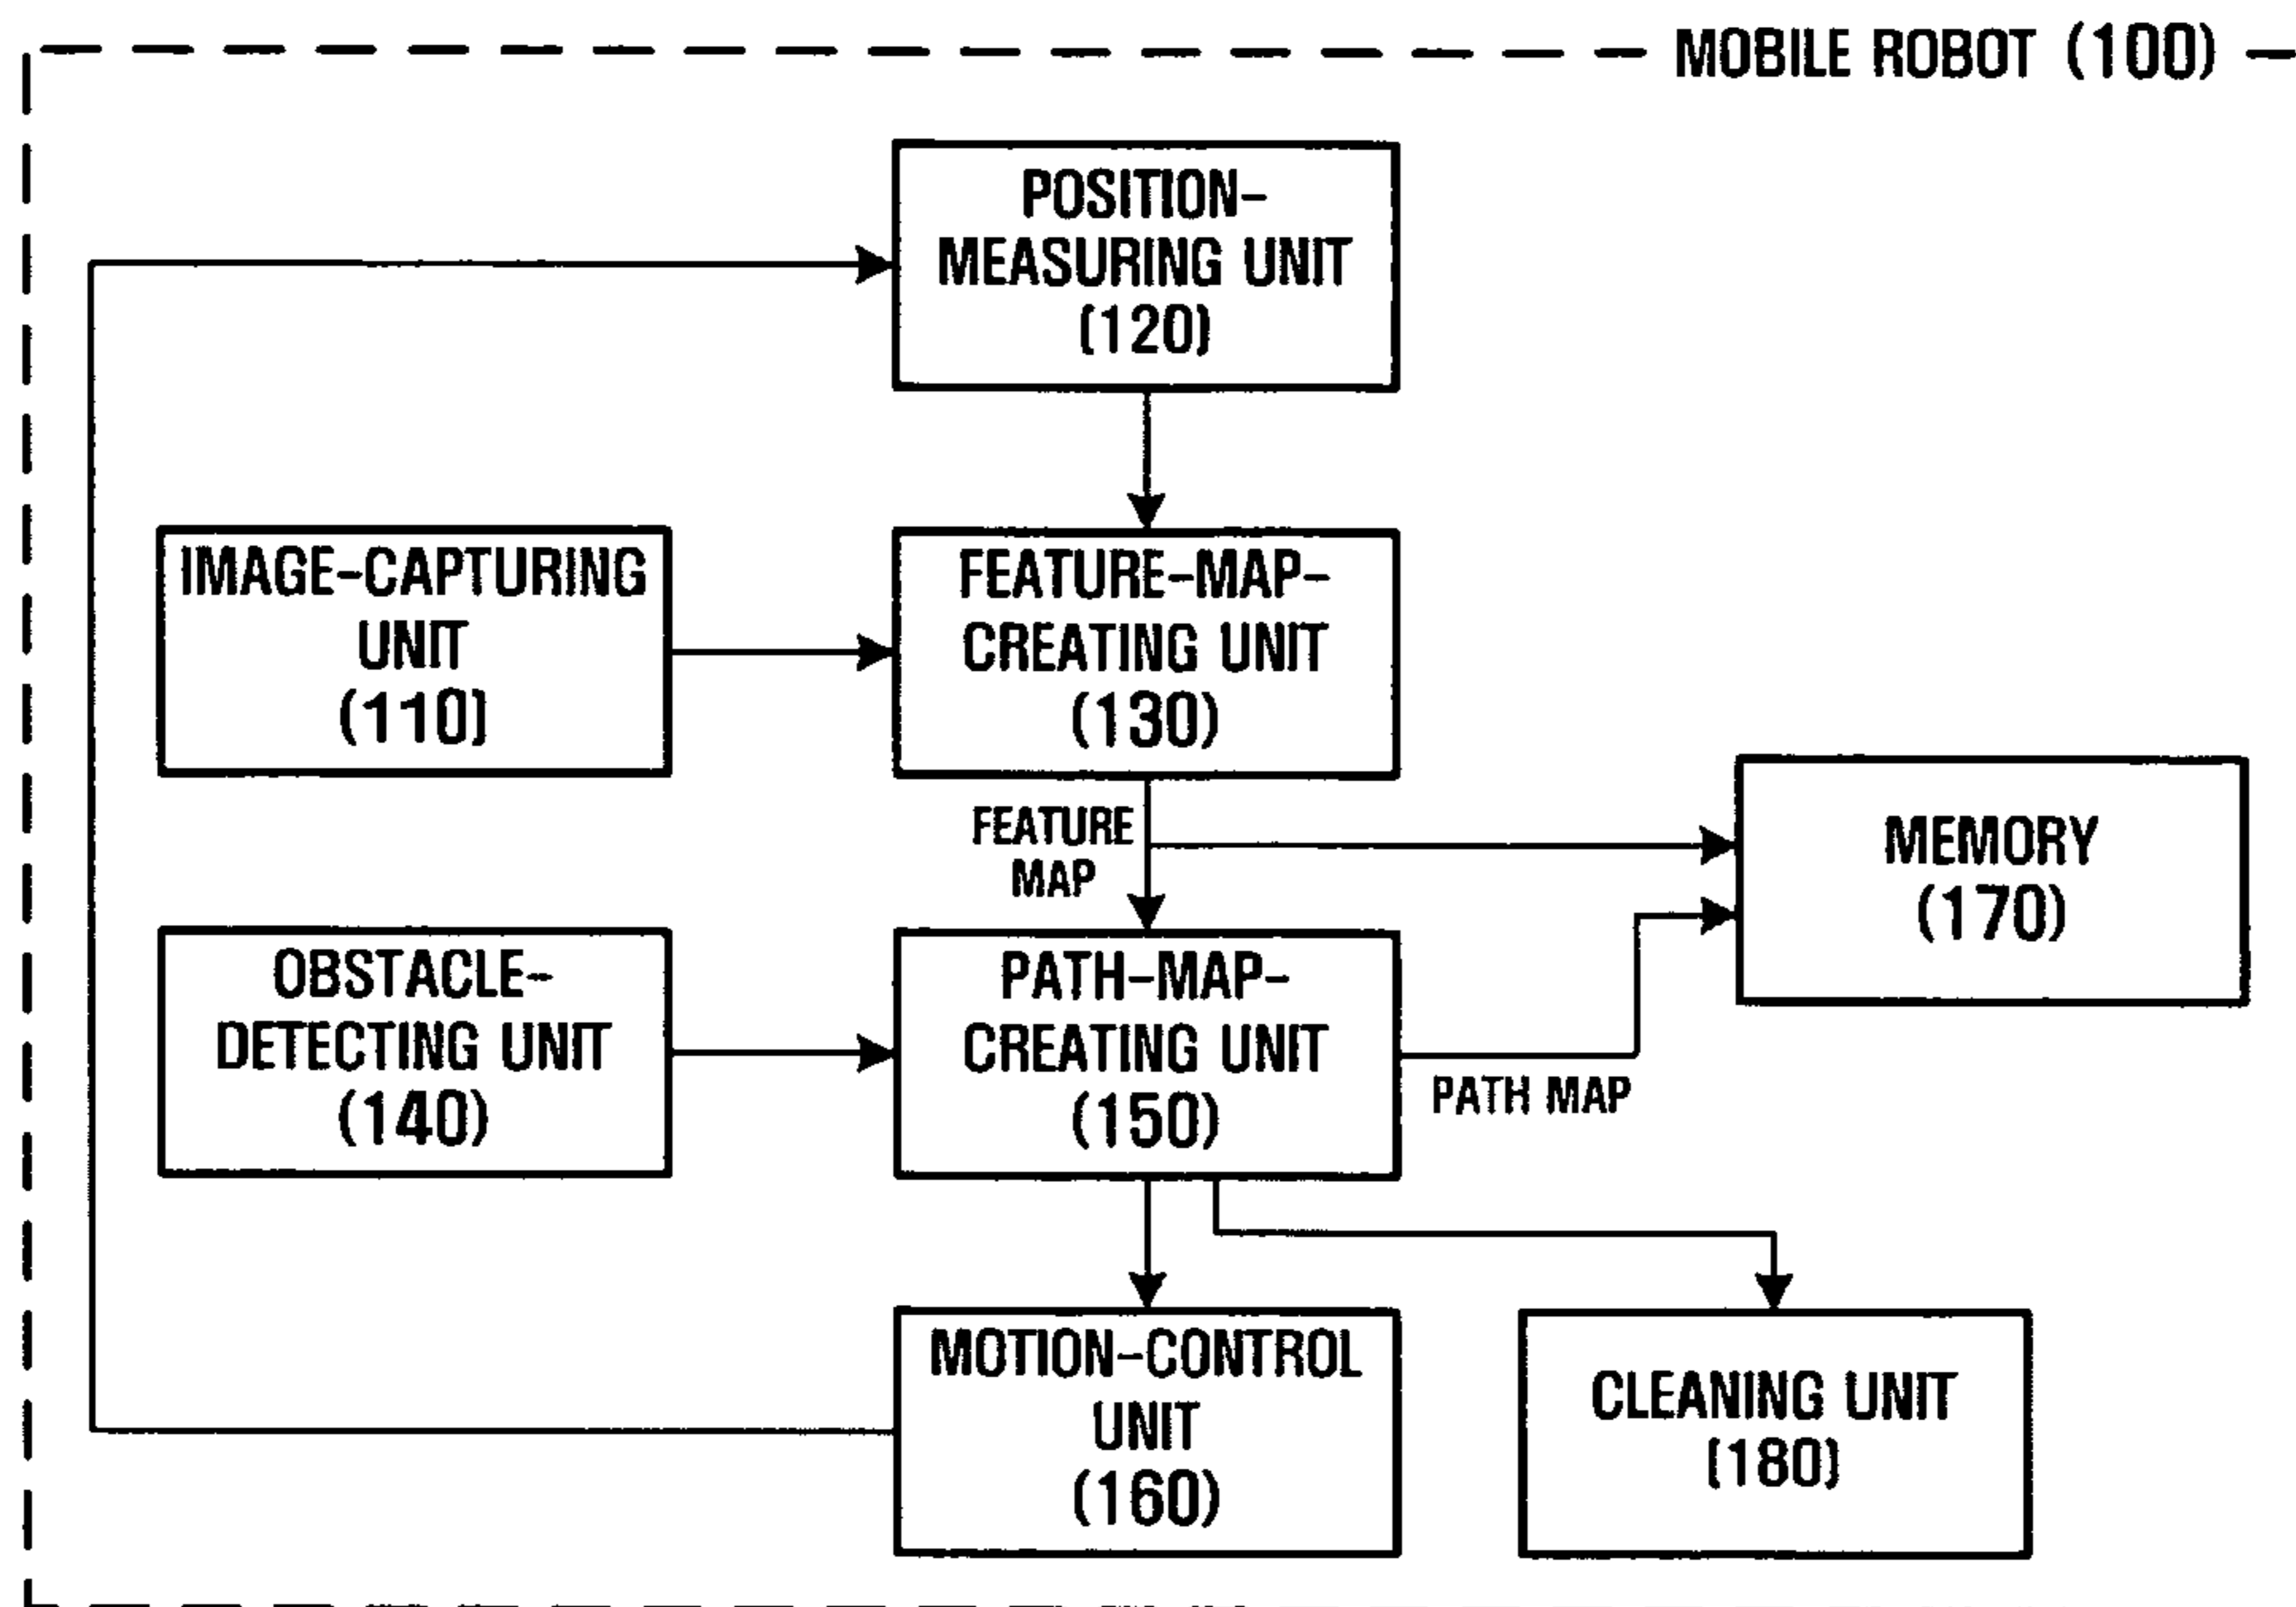 MOBILE ROBOT (100)
POSITION-
MEASURING UNIT
(120)
IMAGE-CAPTURING
UNIT
(110)
FEATURE-MAP-
CREATING UNIT
(130)
FEATURE
MAP
MEMORY
(170)
OBSTACLE-
DETECTING UNIT
(140)
PATH-MAP-
CREATING UNIT
(150)
PATH MAP
MOTION-CONTROL
UNIT
(160)
CLEANING UNIT
(180)